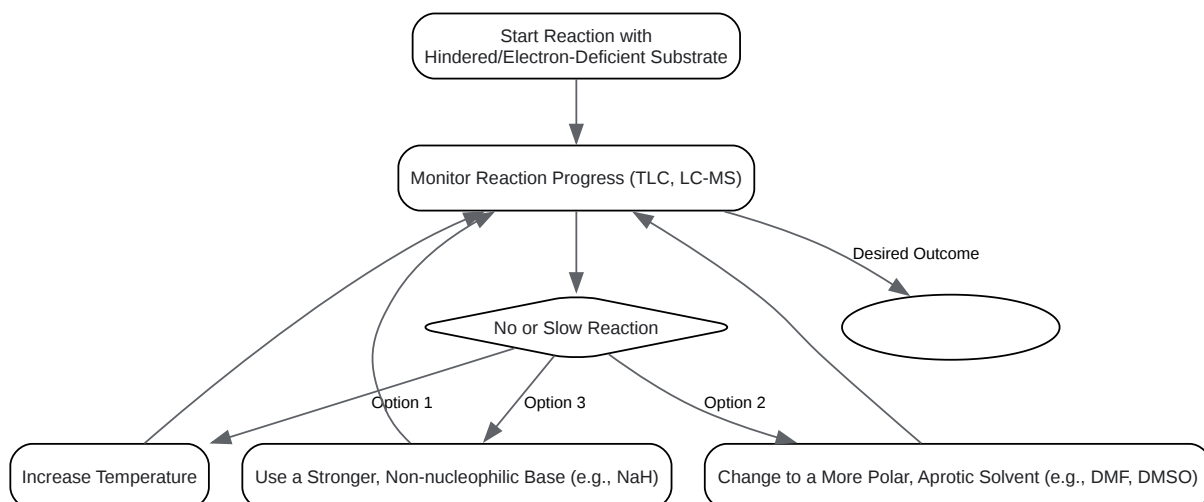 Start Reaction with
Hindered/Electron-Deficient Substrate
Monitor Reaction Progress (TLC, LC-MS)
Desired Outcome
No or Slow Reaction
Option 1
Option 3
Option 2
Increase Temperature
Use a Stronger, Non-nucleophilic Base (e.g., NaH)
Change to a More Polar, Aprotic Solvent (e.g., DMF, DMSO)